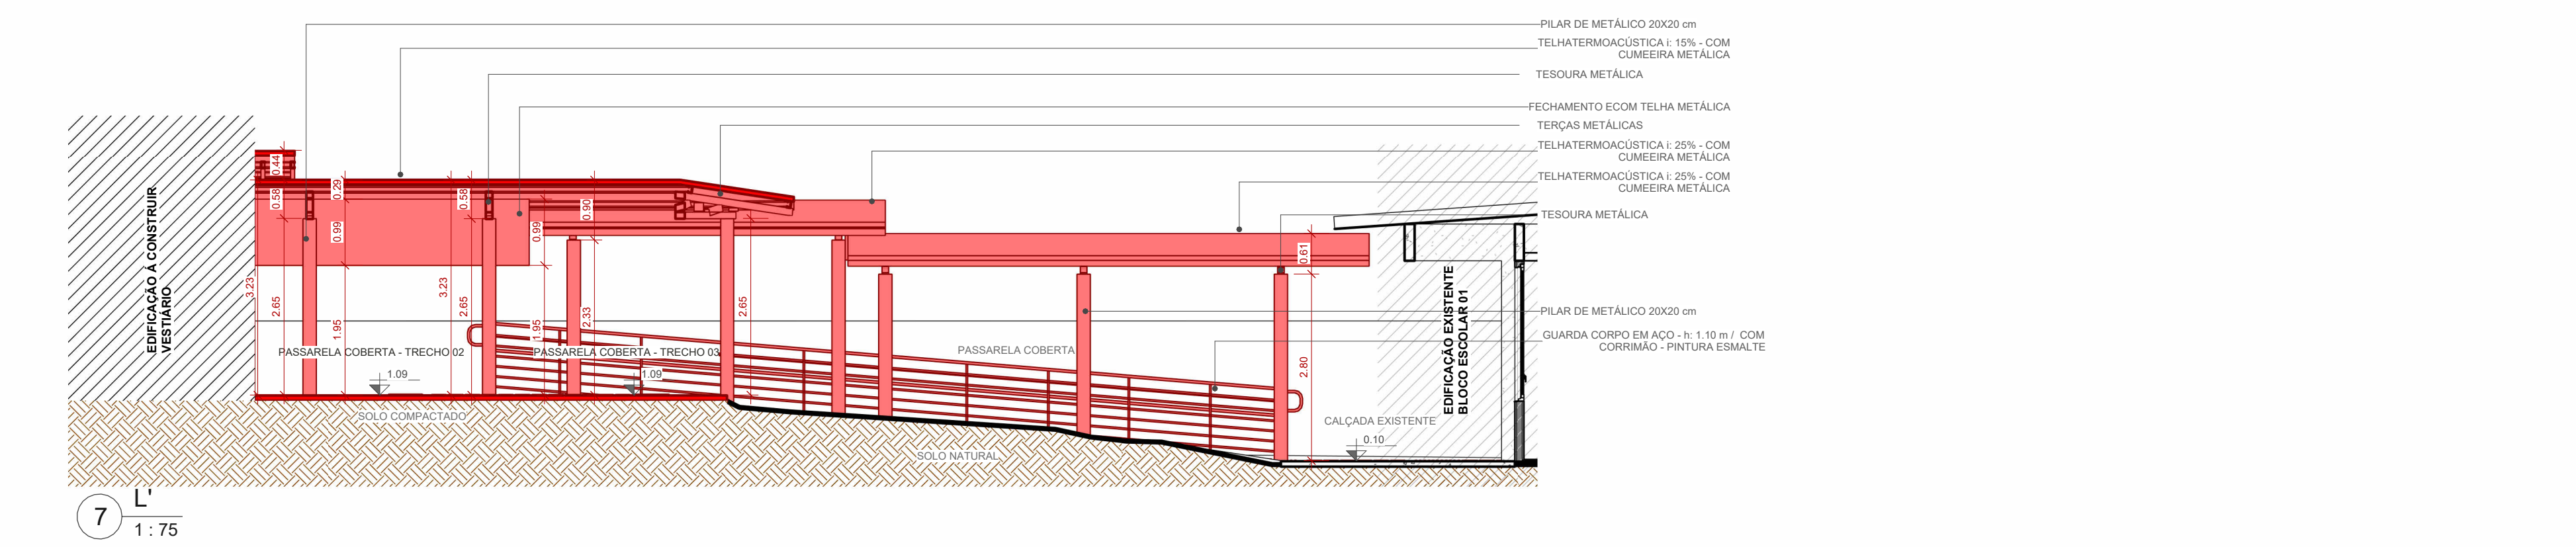 PILAR DE METÁLICO 20X20 cm
TELHATERMOACÚSTICA i: 15% - COM
CUMEEIRA METÁLICA
TESOURA METÁLICA
FECHAMENTO ECOM TELHA METÁLICA
TERÇAS METÁLICAS
TELHATERMOACÚSTICA i: 25% - COM
CUMEEIRA METÁLICA
TELHATERMOACÚSTICA i: 25% - COM
CUMEEIRA METÁLICA
TESOURA METÁLICA
PILAR DE METÁLICO 20X20 cm
GUARDA CORPO EM AÇO - h: 1.10 m / COM
CORRIMÃO - PINTURA ESMALTE
EDIFICAÇÃO À CONSTRUIR
VESTIÁRIO
0.44
0.58
0.29
0.58
0.90
0.99
0.99
0.61
3.23
2.65
1.95
3.23
2.65
1.95
2.33
2.65
2.80
PASSARELA COBERTA - TRECHO 02
PASSARELA COBERTA - TRECHO 03
PASSARELA COBERTA
1.09
1.09
SOLO COMPACTADO
SOLO NATURAL
CALÇADA EXISTENTE
0.10
EDIFICAÇÃO EXISTENTE
BLOCO ESCOLAR 01
7
L'
1 : 75